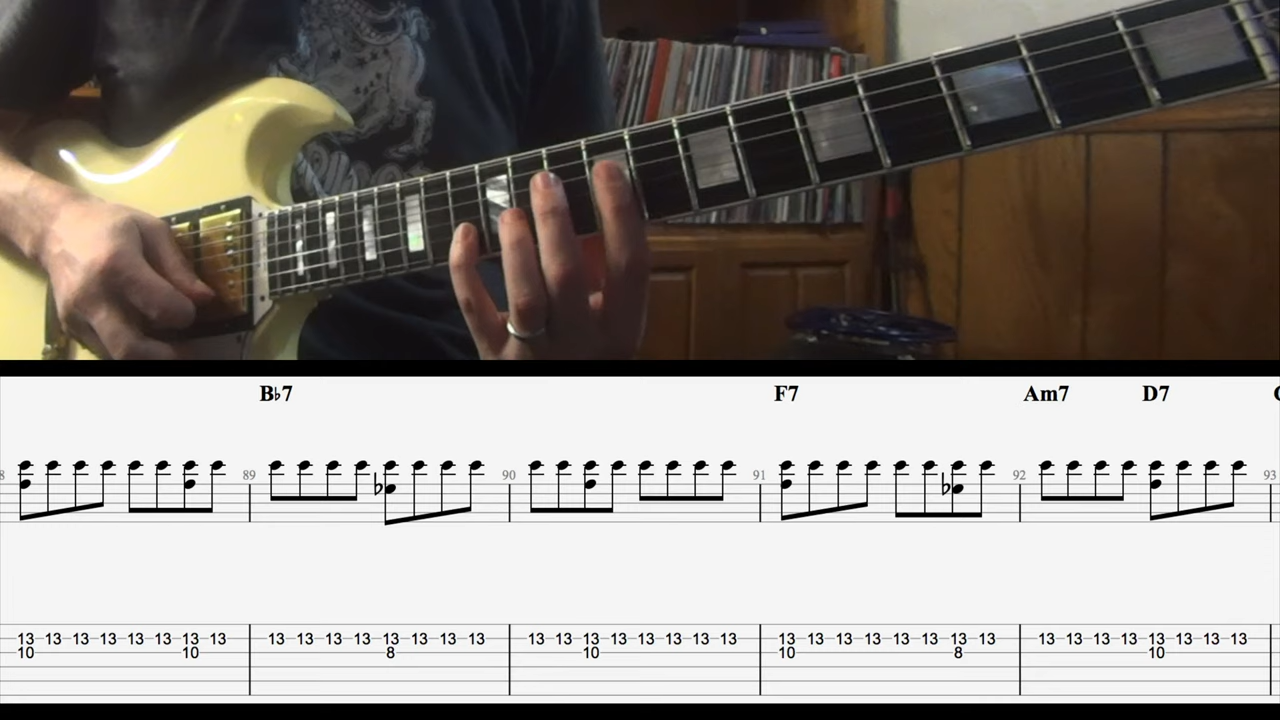 B♭7 F7 Am7 D7
8 89 90 91 92 93
13 13 13 13 13 13 13 13 13 13 13 13 13 13 13 13 13 13 13 13 13 13 13 13 13 13 13 13 13 13 13 13 13 13 13 13 13 13 13 13
10 10 8 10 10 8 10